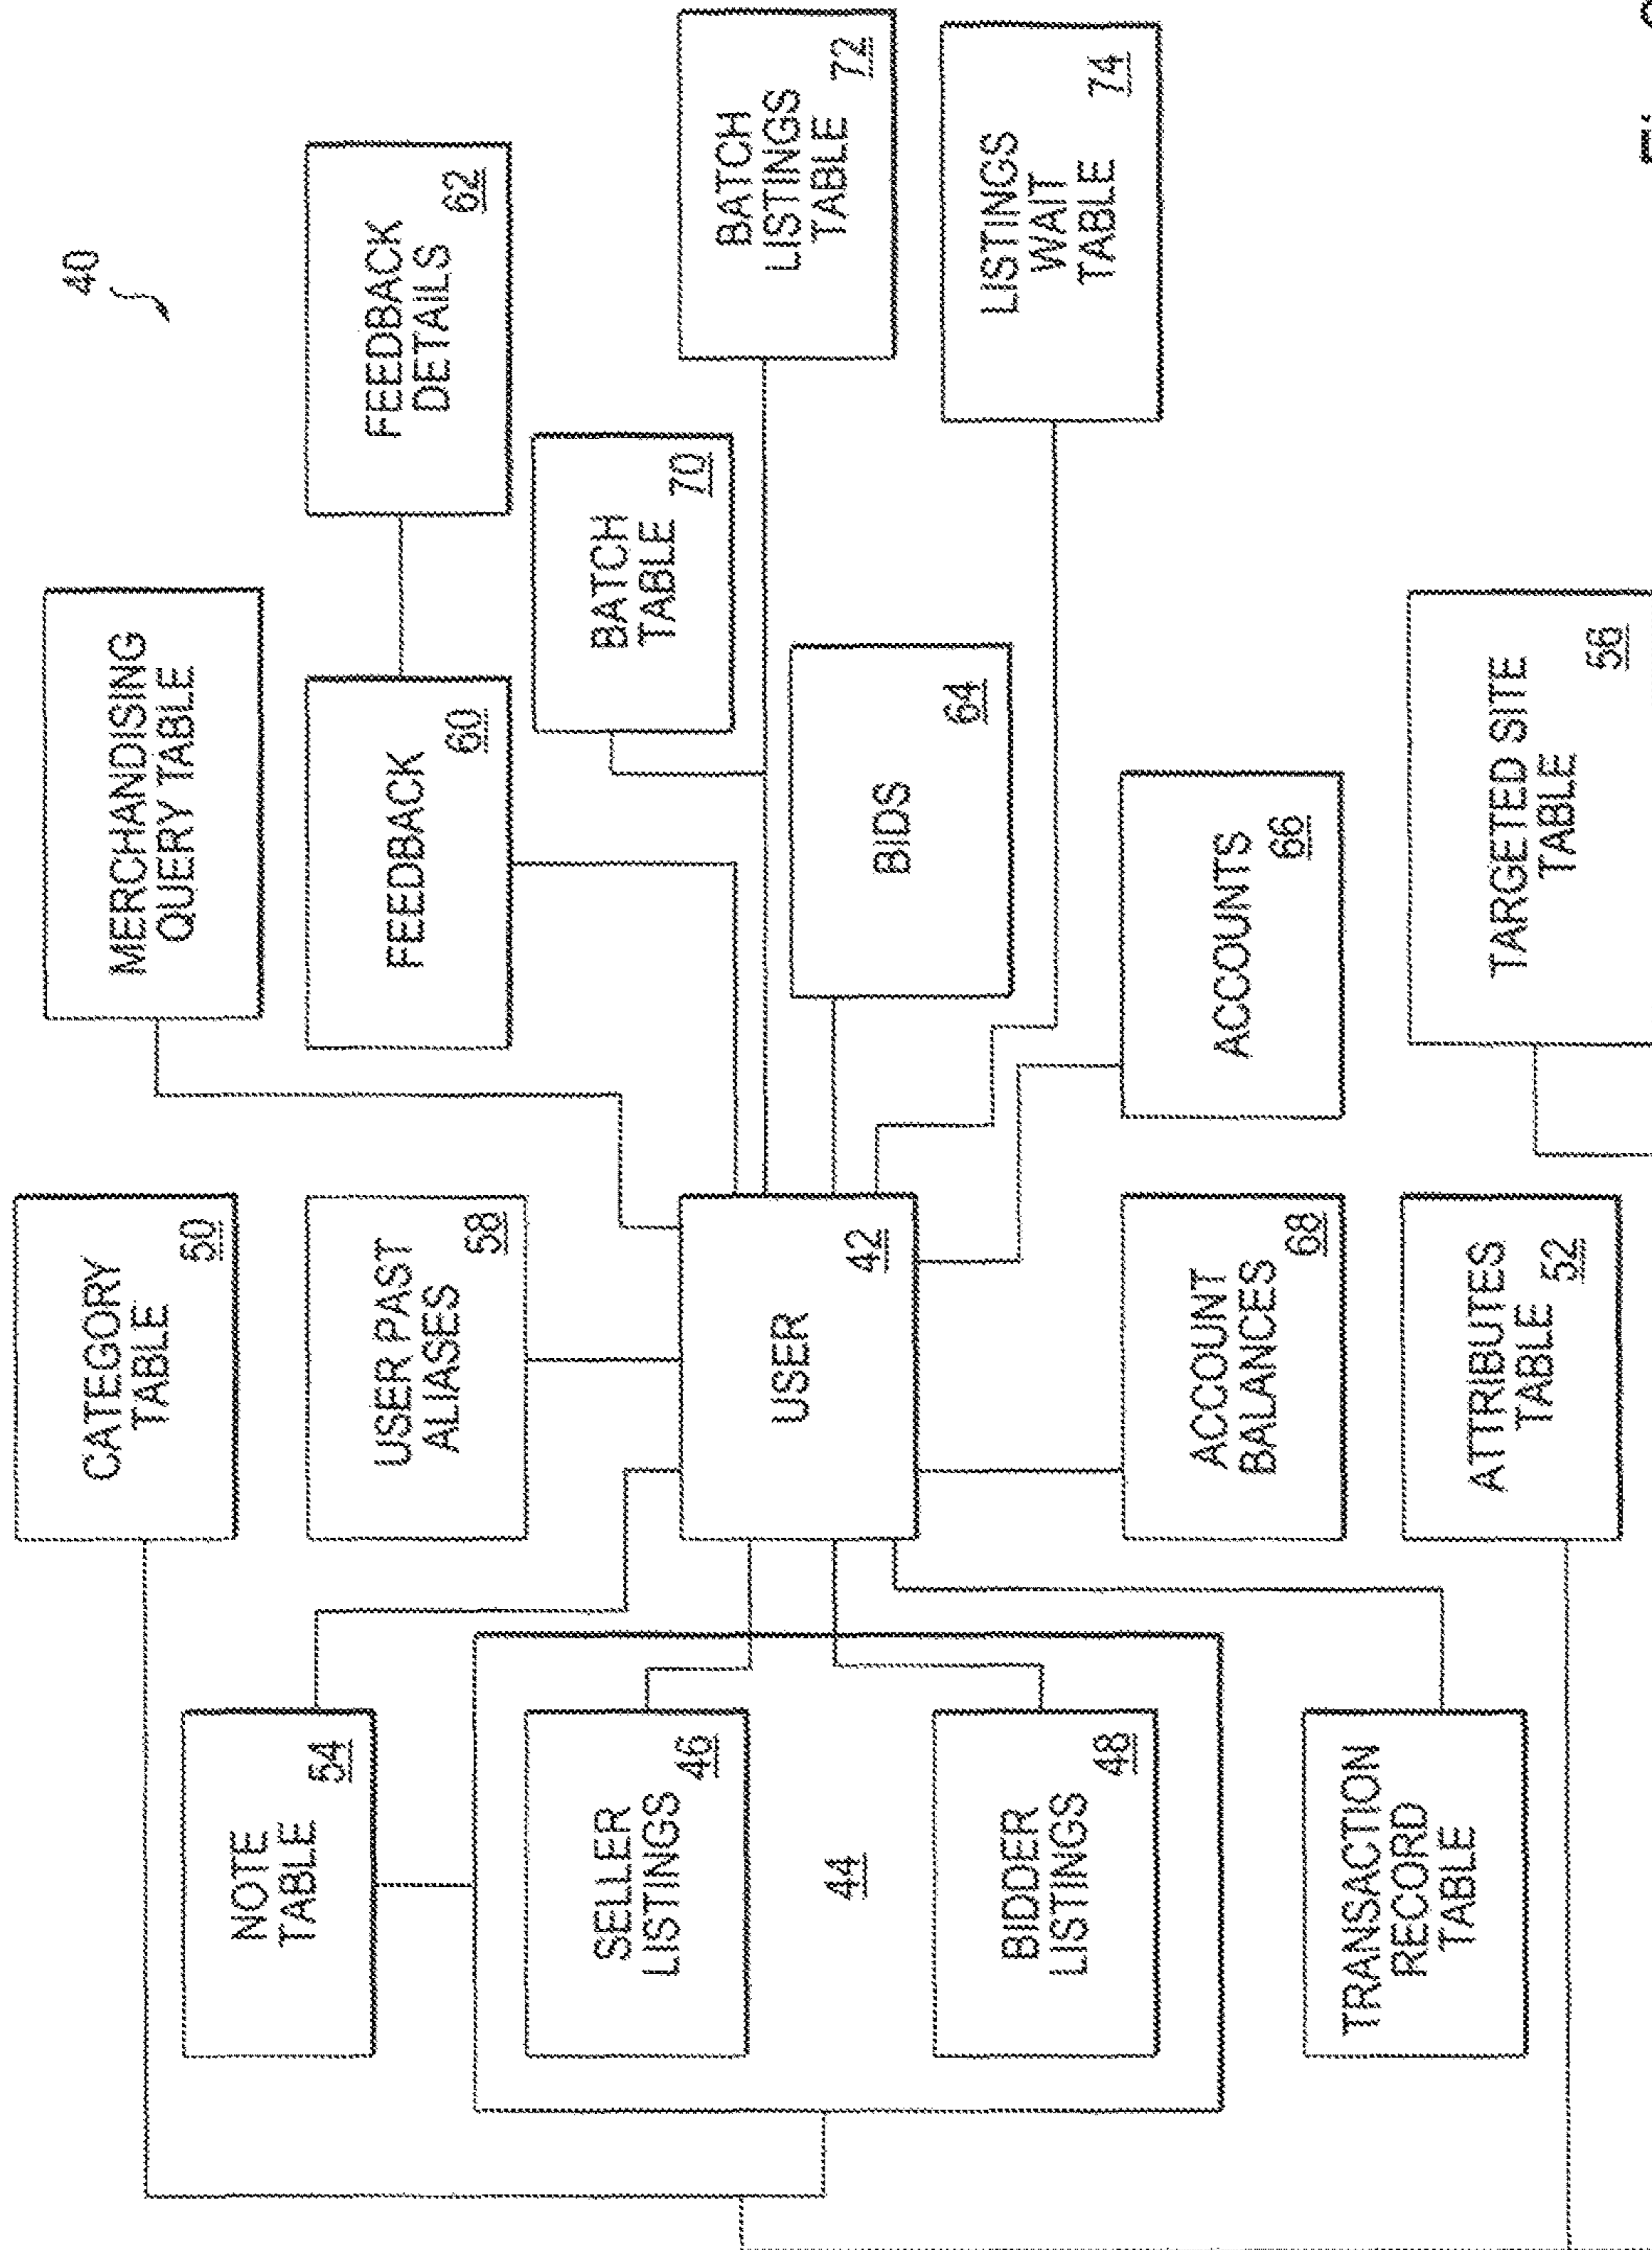 40
MERCHANDISING
QUERY TABLE
CATEGORY
TABLE
50
NOTE
TABLE
54
USER PAST
ALIASES
58
FEEDBACK
60
FEEDBACK
DETAILS
62
BATCH
TABLE
70
BATCH
LISTINGS
TABLE
72
SELLER
LISTINGS
46
44
BIDDER
LISTINGS
48
USER
42
BIDS
64
LISTINGS
WAIT
TABLE
74
ACCOUNTS
66
ACCOUNT
BALANCES
68
TRANSACTION
RECORD
TABLE
ATTRIBUTES
TABLE
52
TARGETED SITE
TABLE
56